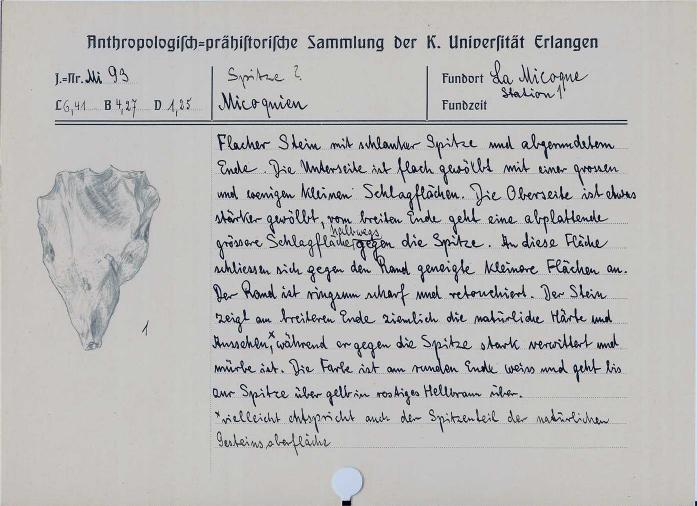 Anthropologisch=prähistorische Sammlung der K. Universität Erlangen
J.=Nr. Mi 93
L 6,41 B 4,27 D 1,25
Spitze ?
Micoquien
Fundort La Micoque
Station 1
Fundzeit
Flacher Stein mit schlanker Spitze und abgerundetem
Ende. Die Unterseite ist flach gewölbt mit einer grossen
und wenigen kleinen Schlagflächen. Die Oberseite ist etwas
stärker gewölbt, vom breiten Ende geht eine abplattende
halbwegs
grössere Schlagfläche gegen die Spitze. An diese Fläche
schliessen sich gegen den Rand geneigte kleinere Flächen an.
Der Rand ist ringsum scharf und retouchiert. Der Stein
zeigt am breiteren Ende ziemlich die natürliche Härte und
Aussehen,x während er gegen die Spitze stark verwittert und
mürbe ist. Die Farbe ist am runden Ende weiss und geht bis
zur Spitze über gelb in rostiges Hellbraun über.
x vielleicht entspricht auch der Spitzenteil der natürlichen
Gesteinsoberfläche
1